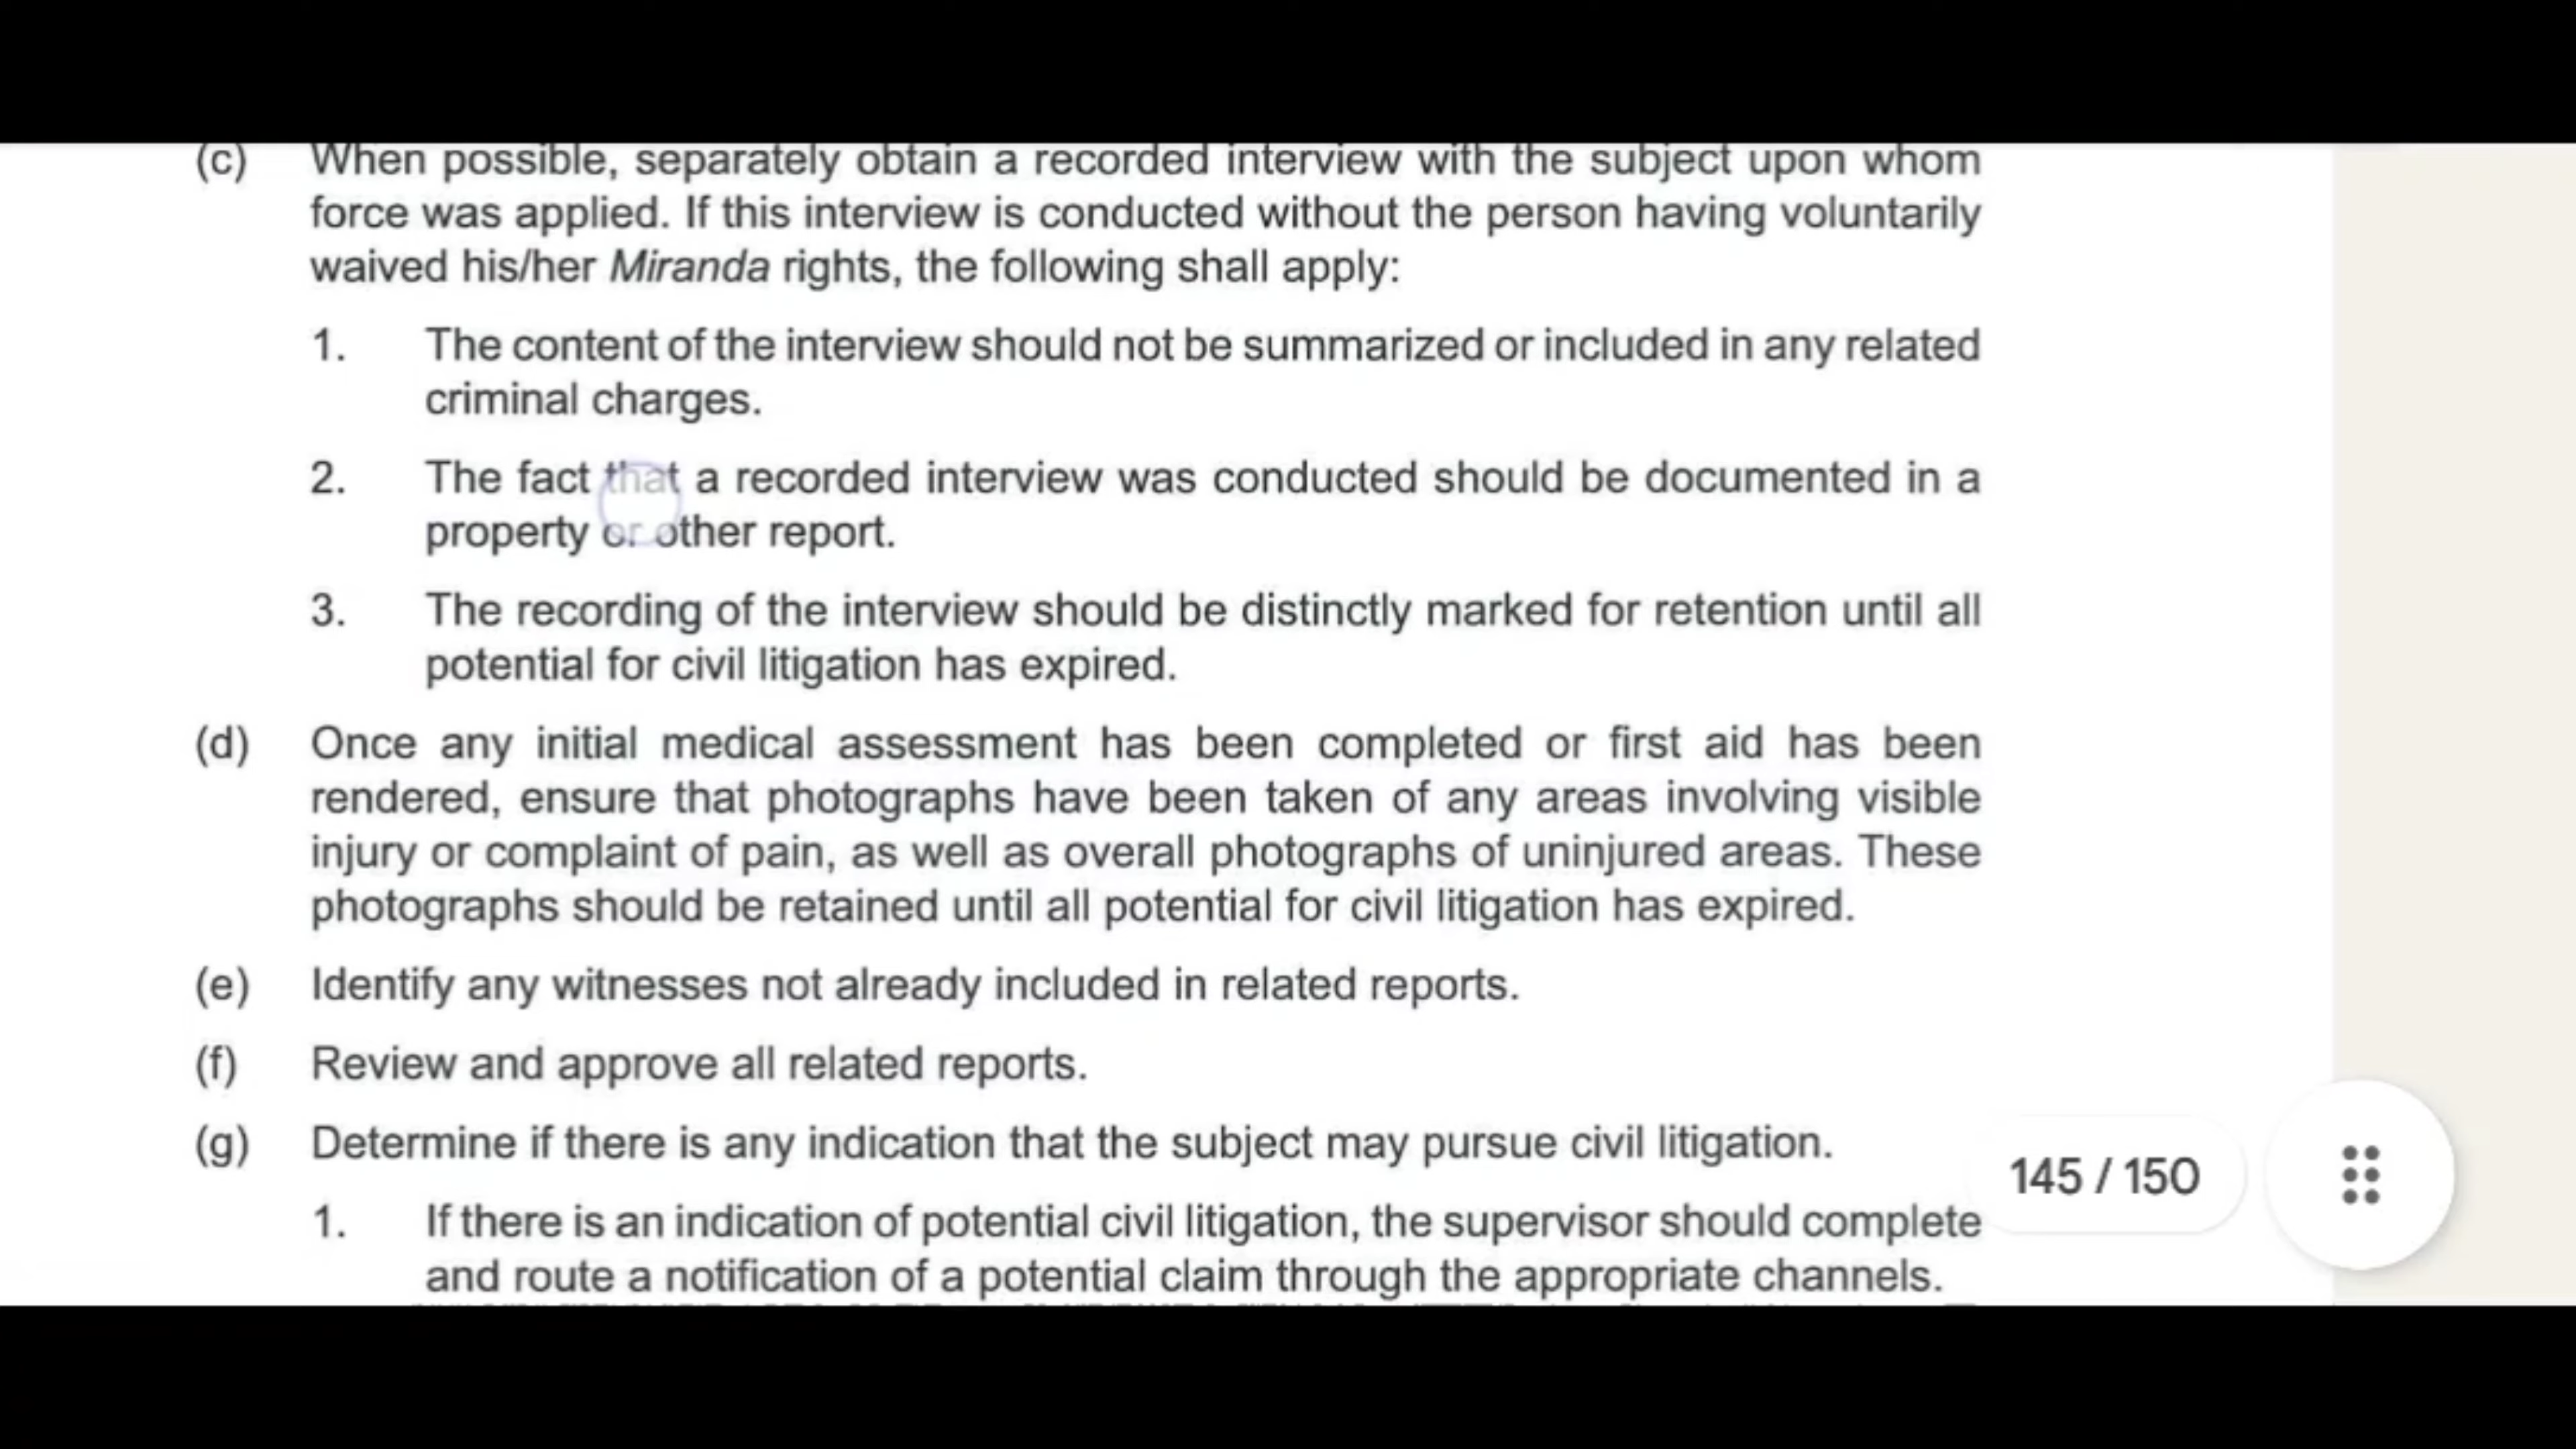 (c) When possible, separately obtain a recorded interview with the subject upon whom
force was applied. If this interview is conducted without the person having voluntarily
waived his/her Miranda rights, the following shall apply:
1. The content of the interview should not be summarized or included in any related
criminal charges.
2. The fact that a recorded interview was conducted should be documented in a
property or other report.
3. The recording of the interview should be distinctly marked for retention until all
potential for civil litigation has expired.
(d) Once any initial medical assessment has been completed or first aid has been
rendered, ensure that photographs have been taken of any areas involving visible
injury or complaint of pain, as well as overall photographs of uninjured areas. These
photographs should be retained until all potential for civil litigation has expired.
(e) Identify any witnesses not already included in related reports.
(f) Review and approve all related reports.
(g) Determine if there is any indication that the subject may pursue civil litigation.
145 / 150
1. If there is an indication of potential civil litigation, the supervisor should complete
and route a notification of a potential claim through the appropriate channels.